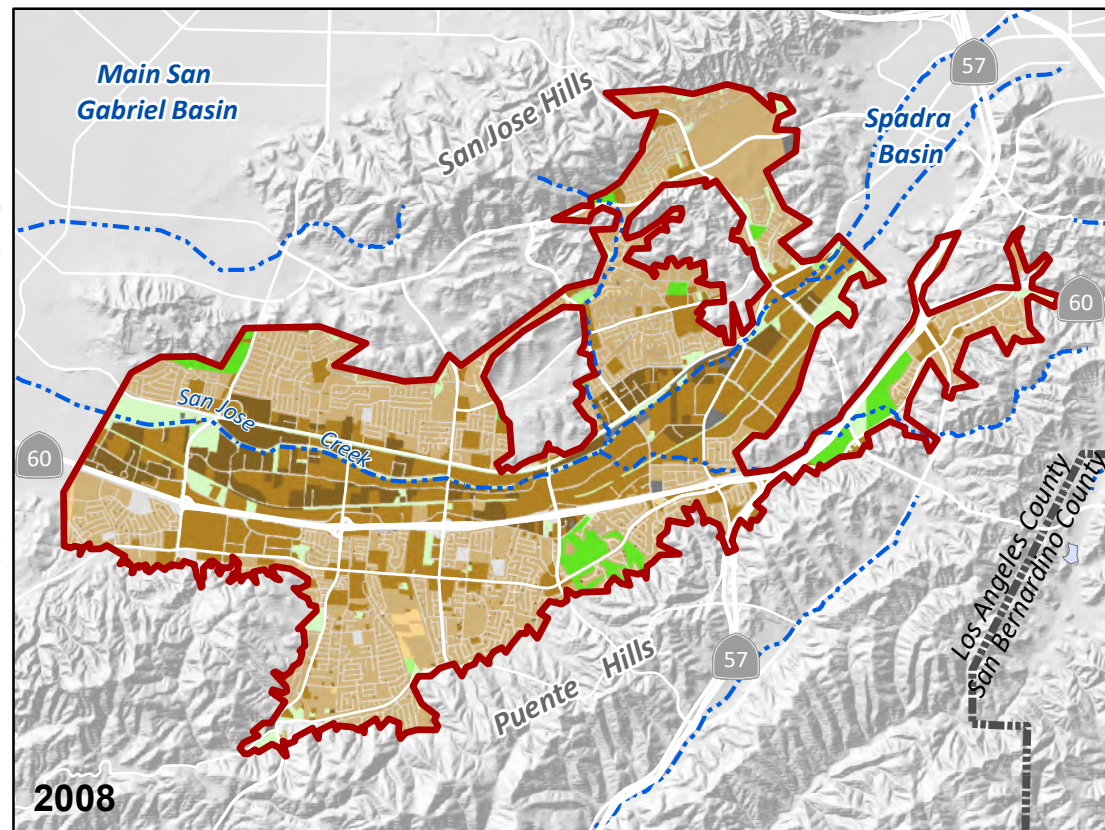 57
Main San
Gabriel Basin
San Jose Hills
Spadra
Basin
60
San Jose
Creek
60
Los Angeles County
San Bernardino County
57
Puente Hills
2008